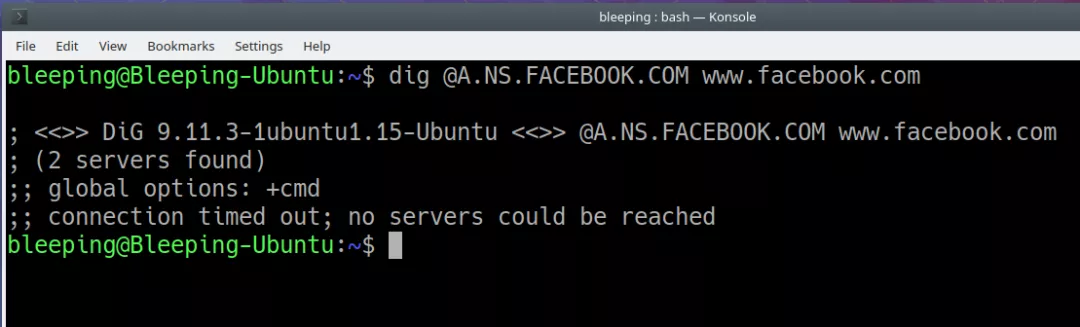 bleeping : bash — Konsole
File Edit View Bookmarks Settings Help
bleeping@Bleeping-Ubuntu:~$ dig @A.NS.FACEBOOK.COM www.facebook.com
; <<>> DiG 9.11.3-1ubuntu1.15-Ubuntu <<>> @A.NS.FACEBOOK.COM www.facebook.com
; (2 servers found)
;; global options: +cmd
;; connection timed out; no servers could be reached
bleeping@Bleeping-Ubuntu:~$